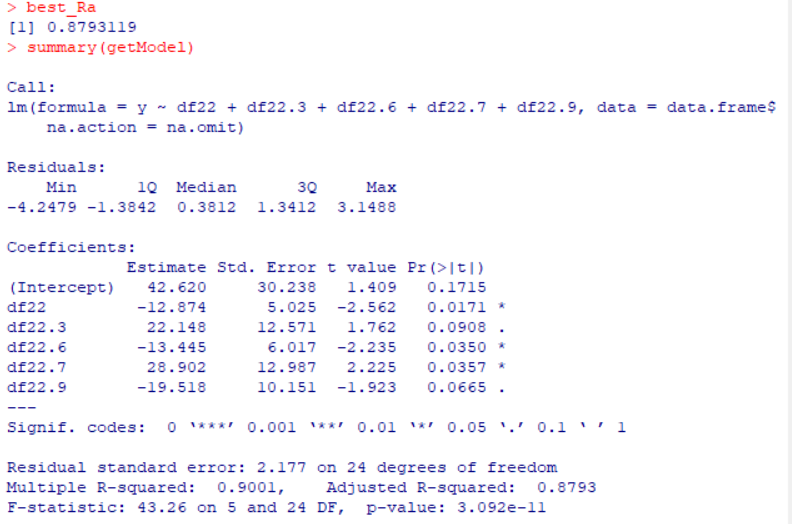 > best_Ra
[1] 0.8793119
> summary(getModel)
Call:
lm(formula = y ~ df22 + df22.3 + df22.6 + df22.7 + df22.9, data = data.frame$
    na.action = na.omit)
Residuals:
    Min      1Q  Median      3Q     Max
-4.2479 -1.3842  0.3812  1.3412  3.1488
Coefficients:
            Estimate Std. Error t value Pr(>|t|)
(Intercept)   42.620     30.238   1.409   0.1715
df22         -12.874      5.025  -2.562   0.0171 *
df22.3        22.148     12.571   1.762   0.0908 .
df22.6       -13.445      6.017  -2.235   0.0350 *
df22.7        28.902     12.987   2.225   0.0357 *
df22.9       -19.518     10.151  -1.923   0.0665 .
---
Signif. codes:  0 ‘***’ 0.001 ‘**’ 0.01 ‘*’ 0.05 ‘.’ 0.1 ‘ ’ 1
Residual standard error: 2.177 on 24 degrees of freedom
Multiple R-squared:  0.9001,    Adjusted R-squared:  0.8793
F-statistic: 43.26 on 5 and 24 DF,  p-value: 3.092e-11